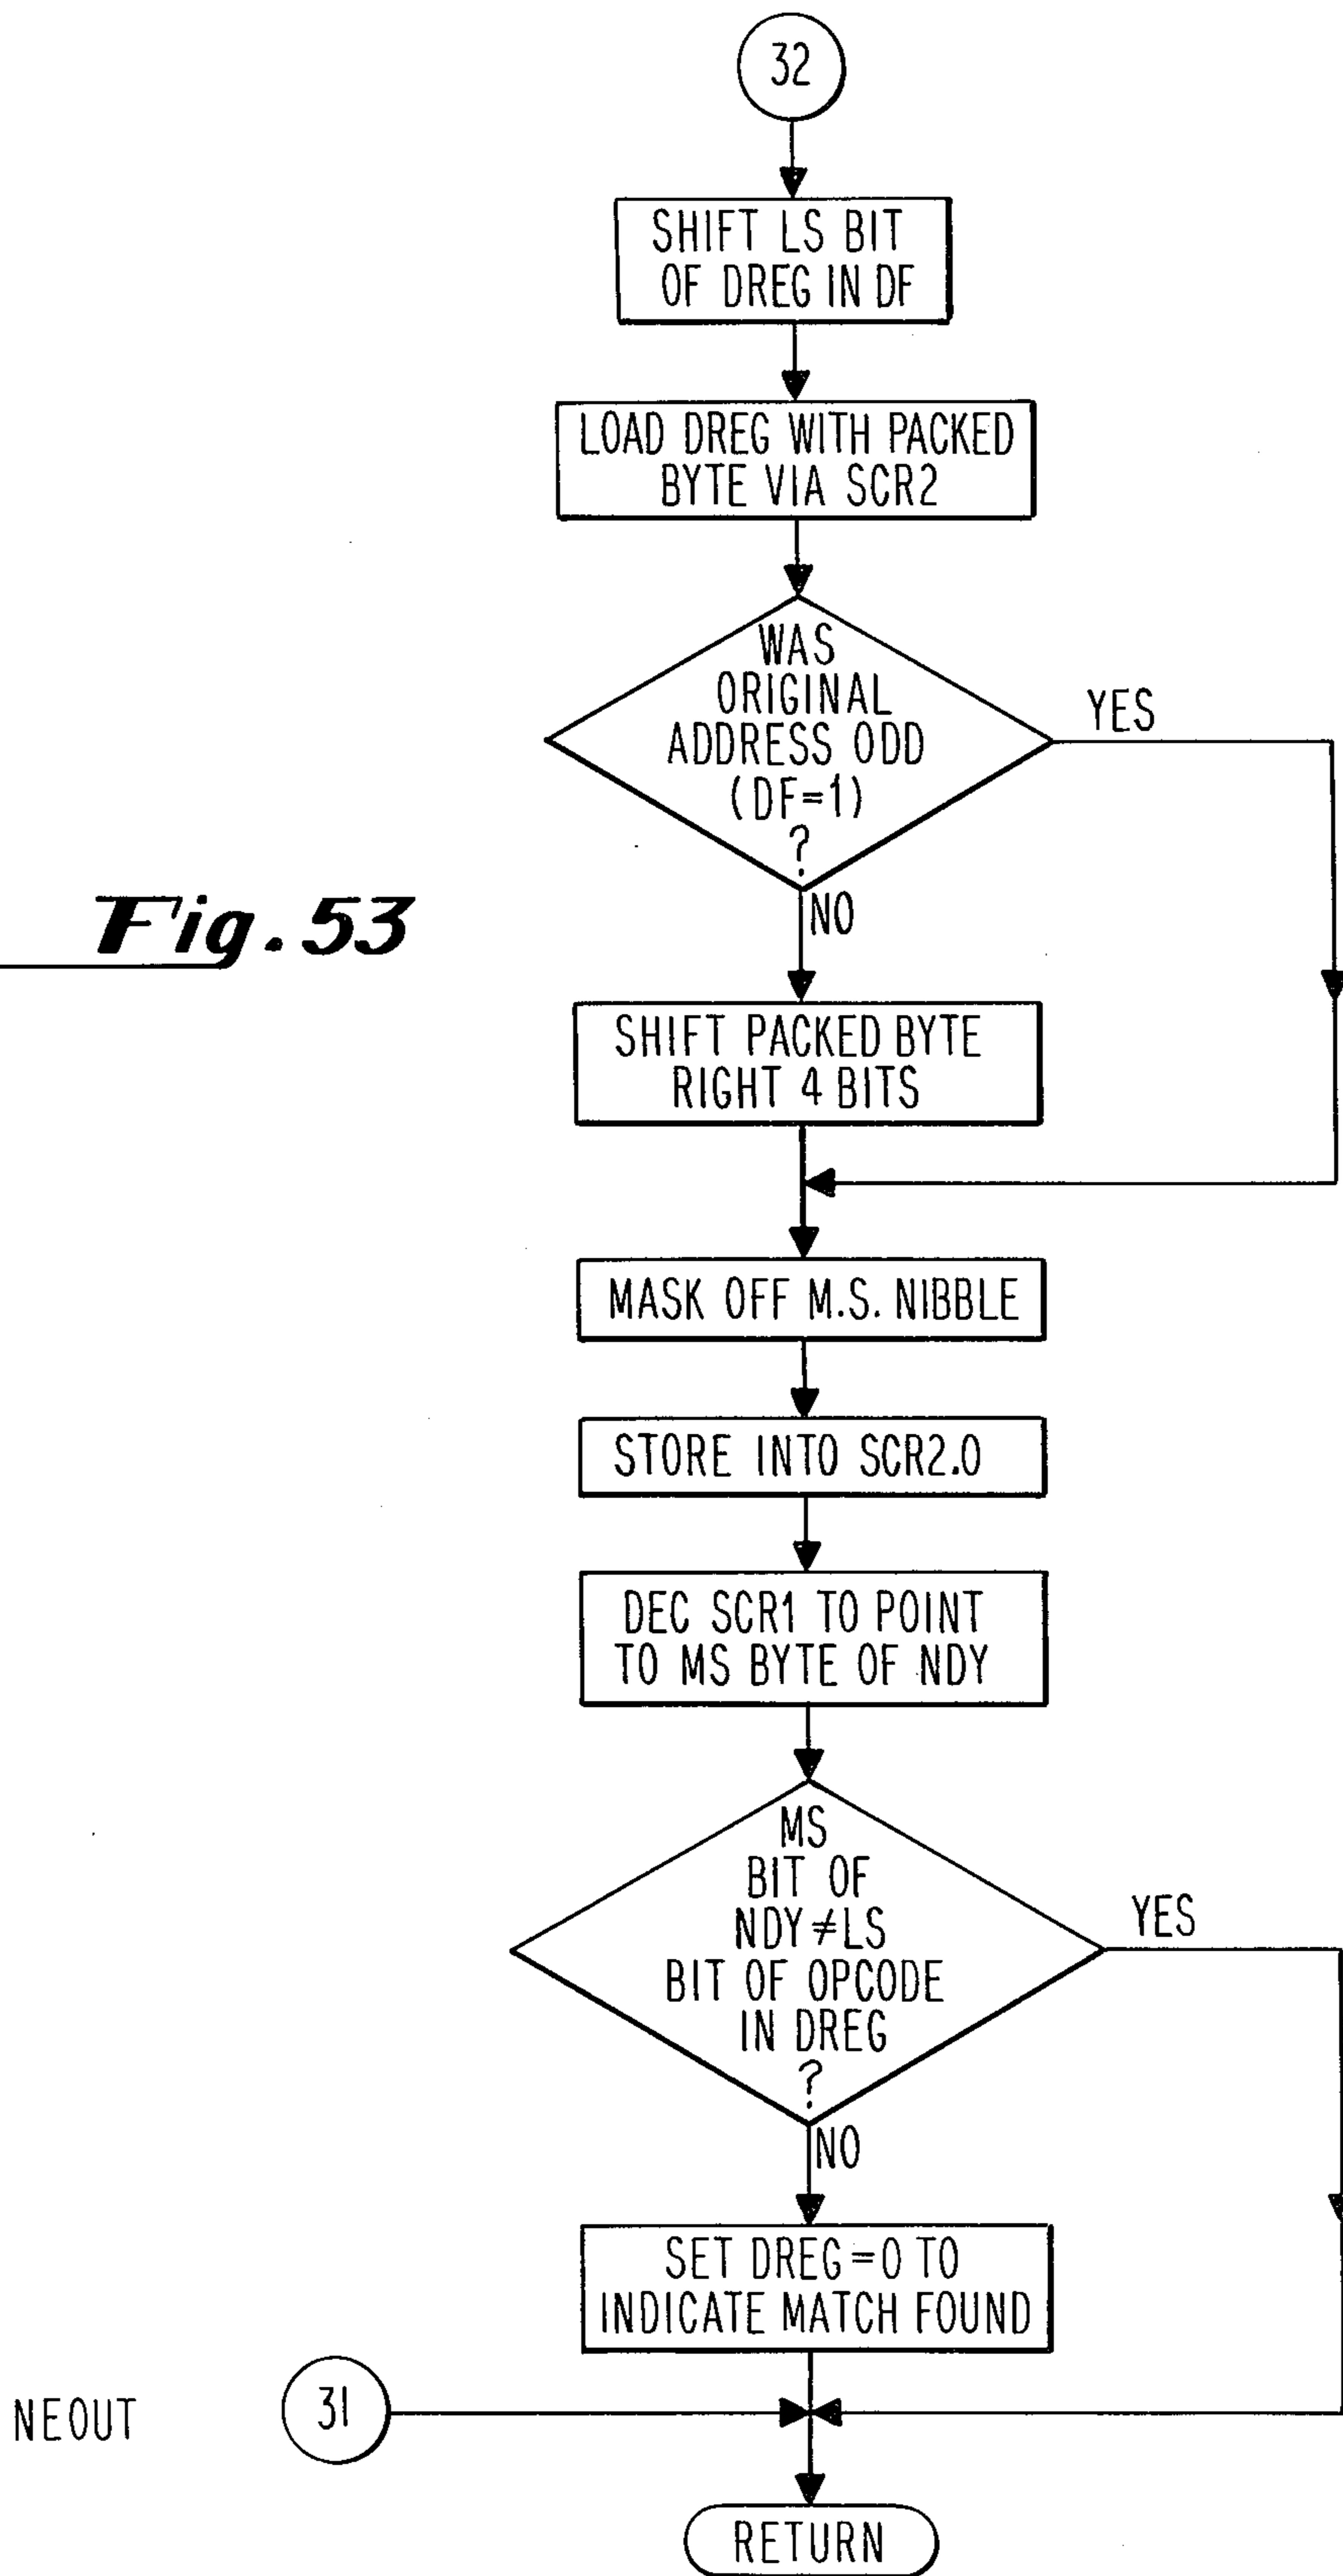 32
SHIFT LS BIT
OF DREG IN DF
LOAD DREG WITH PACKED
BYTE VIA SCR2
WAS
ORIGINAL
ADDRESS ODD
(DF=1)
?
YES
NO
Fig. 53
SHIFT PACKED BYTE
RIGHT 4 BITS
MASK OFF M.S. NIBBLE
STORE INTO SCR2.0
DEC SCR1 TO POINT
TO MS BYTE OF NDY
MS
BIT OF
NDY≠LS
BIT OF OPCODE
IN DREG
?
YES
NO
SET DREG=0 TO
INDICATE MATCH FOUND
NEOUT
31
RETURN